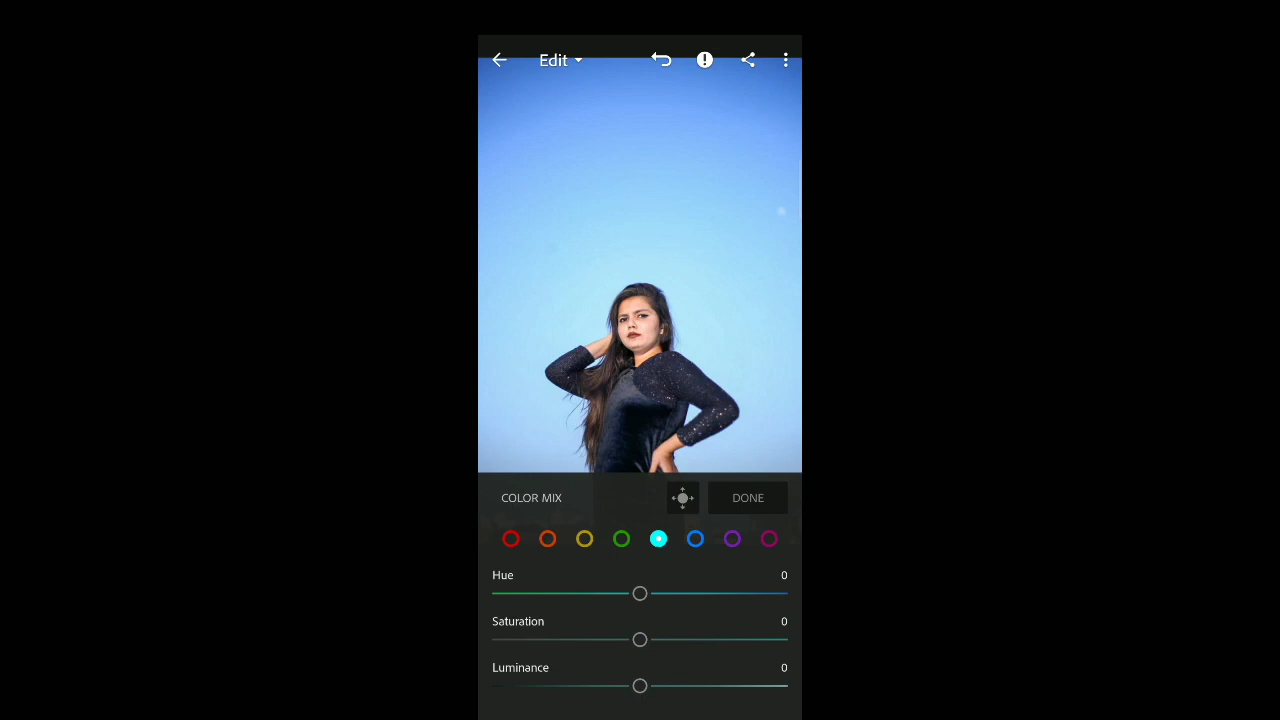 Edit
COLOR MIX
DONE
Hue 0
Saturation 0
Luminance 0